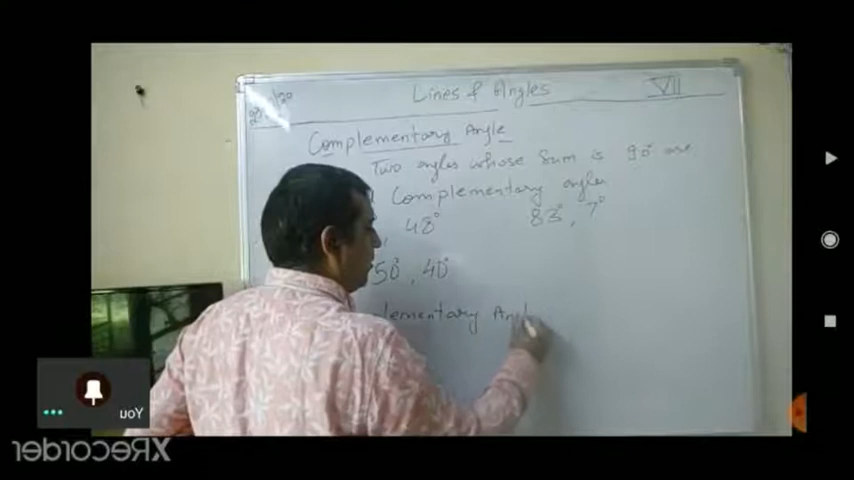 Lines & Angles VII
Complementary Angle
Two angles whose Sum is 90° are
Complementary angles
, 48° 83°, 7°
50°, 40°
lementary Angl
You
XRecorder